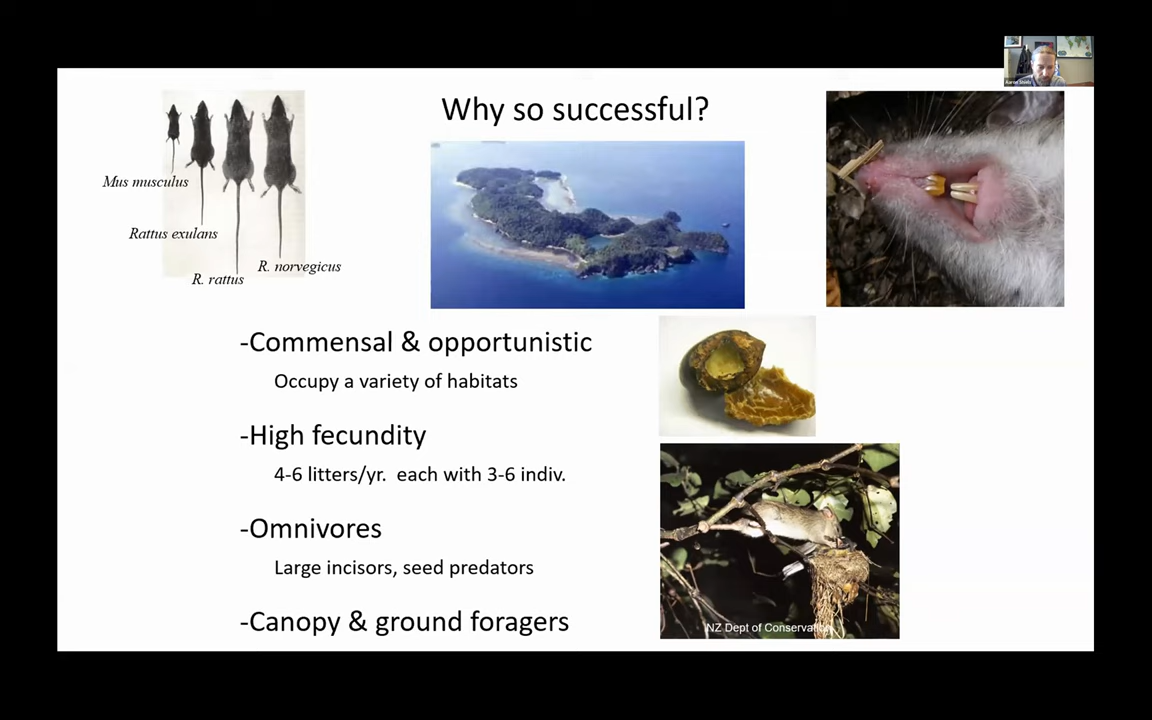 Why so successful?
Mus musculus
Rattus exulans
R. rattus
R. norvegicus
-Commensal & opportunistic
Occupy a variety of habitats
-High fecundity
4-6 litters/yr. each with 3-6 indiv.
-Omnivores
Large incisors, seed predators
-Canopy & ground foragers
NZ Dept of Conservation